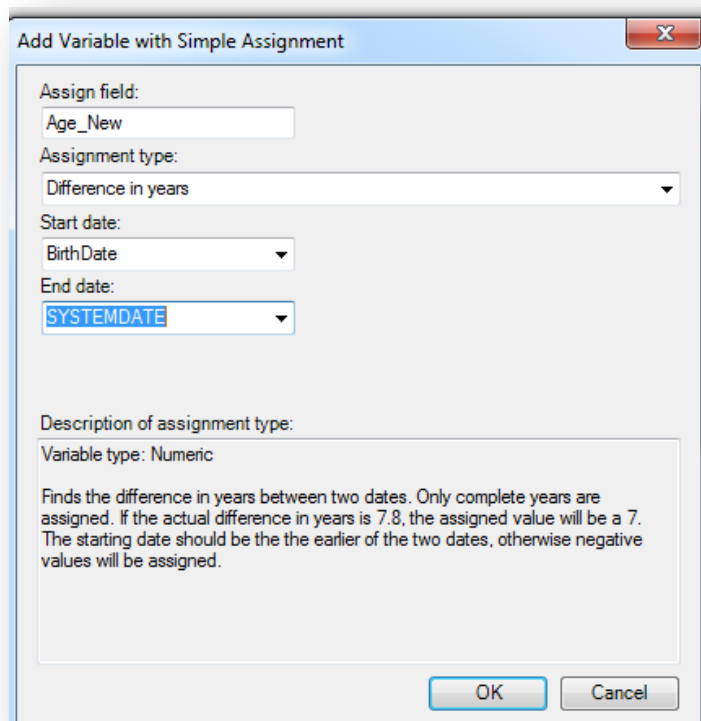 Add Variable with Simple Assignment
Assign field:
Age_New
Assignment type:
Difference in years
Start date:
BirthDate
End date:
SYSTEMDATE
Description of assignment type:
Variable type: Numeric
Finds the difference in years between two dates. Only complete years are
assigned. If the actual difference in years is 7.8, the assigned value will be a 7.
The starting date should be the the earlier of the two dates, otherwise negative
values will be assigned.
OK
Cancel